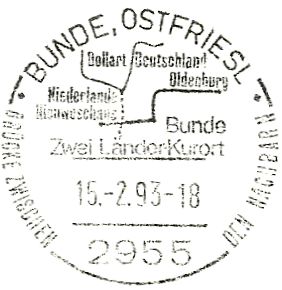 BUNDE, OSTFRIESL
Dollart Deutschland
Oldenburg
Niederlande
Nieuweschans
Bunde
Zwei Länder-Kurort
15.-2.93-18
2955
BRÜCKE ZWISCHEN
DEN NACHBARN